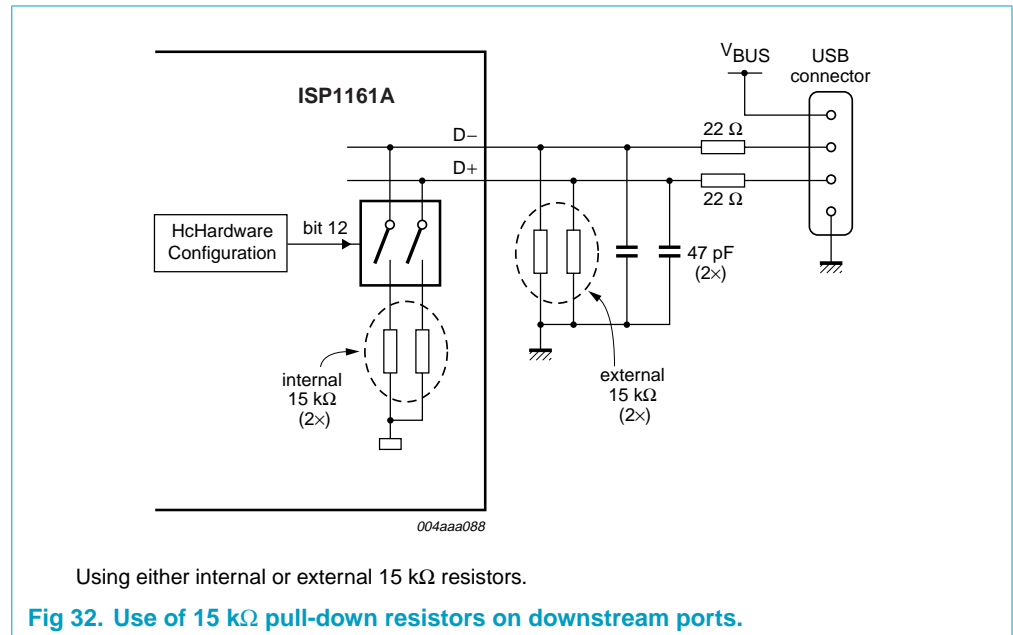 ISP1161A
VBUS
USB
connector
D−
D+
22 Ω
22 Ω
HcHardware
Configuration
bit 12
47 pF
(2×)
internal
15 kΩ
(2×)
external
15 kΩ
(2×)
004aaa088
Using either internal or external 15 kΩ resistors.
Fig 32. Use of 15 kΩ pull-down resistors on downstream ports.